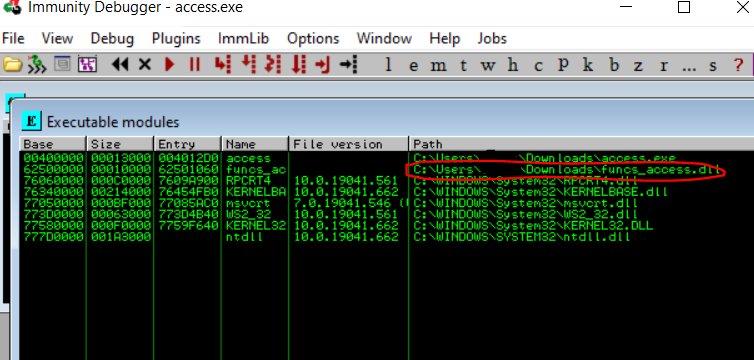 Immunity Debugger - access.exe
File View Debug Plugins ImmLib Options Window Help Jobs
l e m t w h c P k b z r ... s ?
E Executable modules
Base Size Entry Name File version Path
00400000 00013000 004012D0 access C:\Users\ \Downloads\access.exe
62500000 00010000 62501060 funcs_ac C:\Users\ \Downloads\funcs_access.dll
76060000 000C0000 7609A900 RPCRT4 10.0.19041.561 C:\WINDOWS\System32\RPCRT4.dll
76340000 00214000 76454FB0 KERNELBA 10.0.19041.662 C:\WINDOWS\System32\KERNELBASE.dll
77050000 000BF000 77085AC0 msvcrt 7.0.19041.546 ( C:\WINDOWS\System32\msvcrt.dll
773D0000 00063000 773D4B40 WS2_32 10.0.19041.561 C:\WINDOWS\System32\WS2_32.dll
77580000 000F0000 7759F640 KERNEL32 10.0.19041.662 C:\WINDOWS\System32\KERNEL32.DLL
777D0000 001A3000 ntdll 10.0.19041.662 C:\WINDOWS\SYSTEM32\ntdll.dll